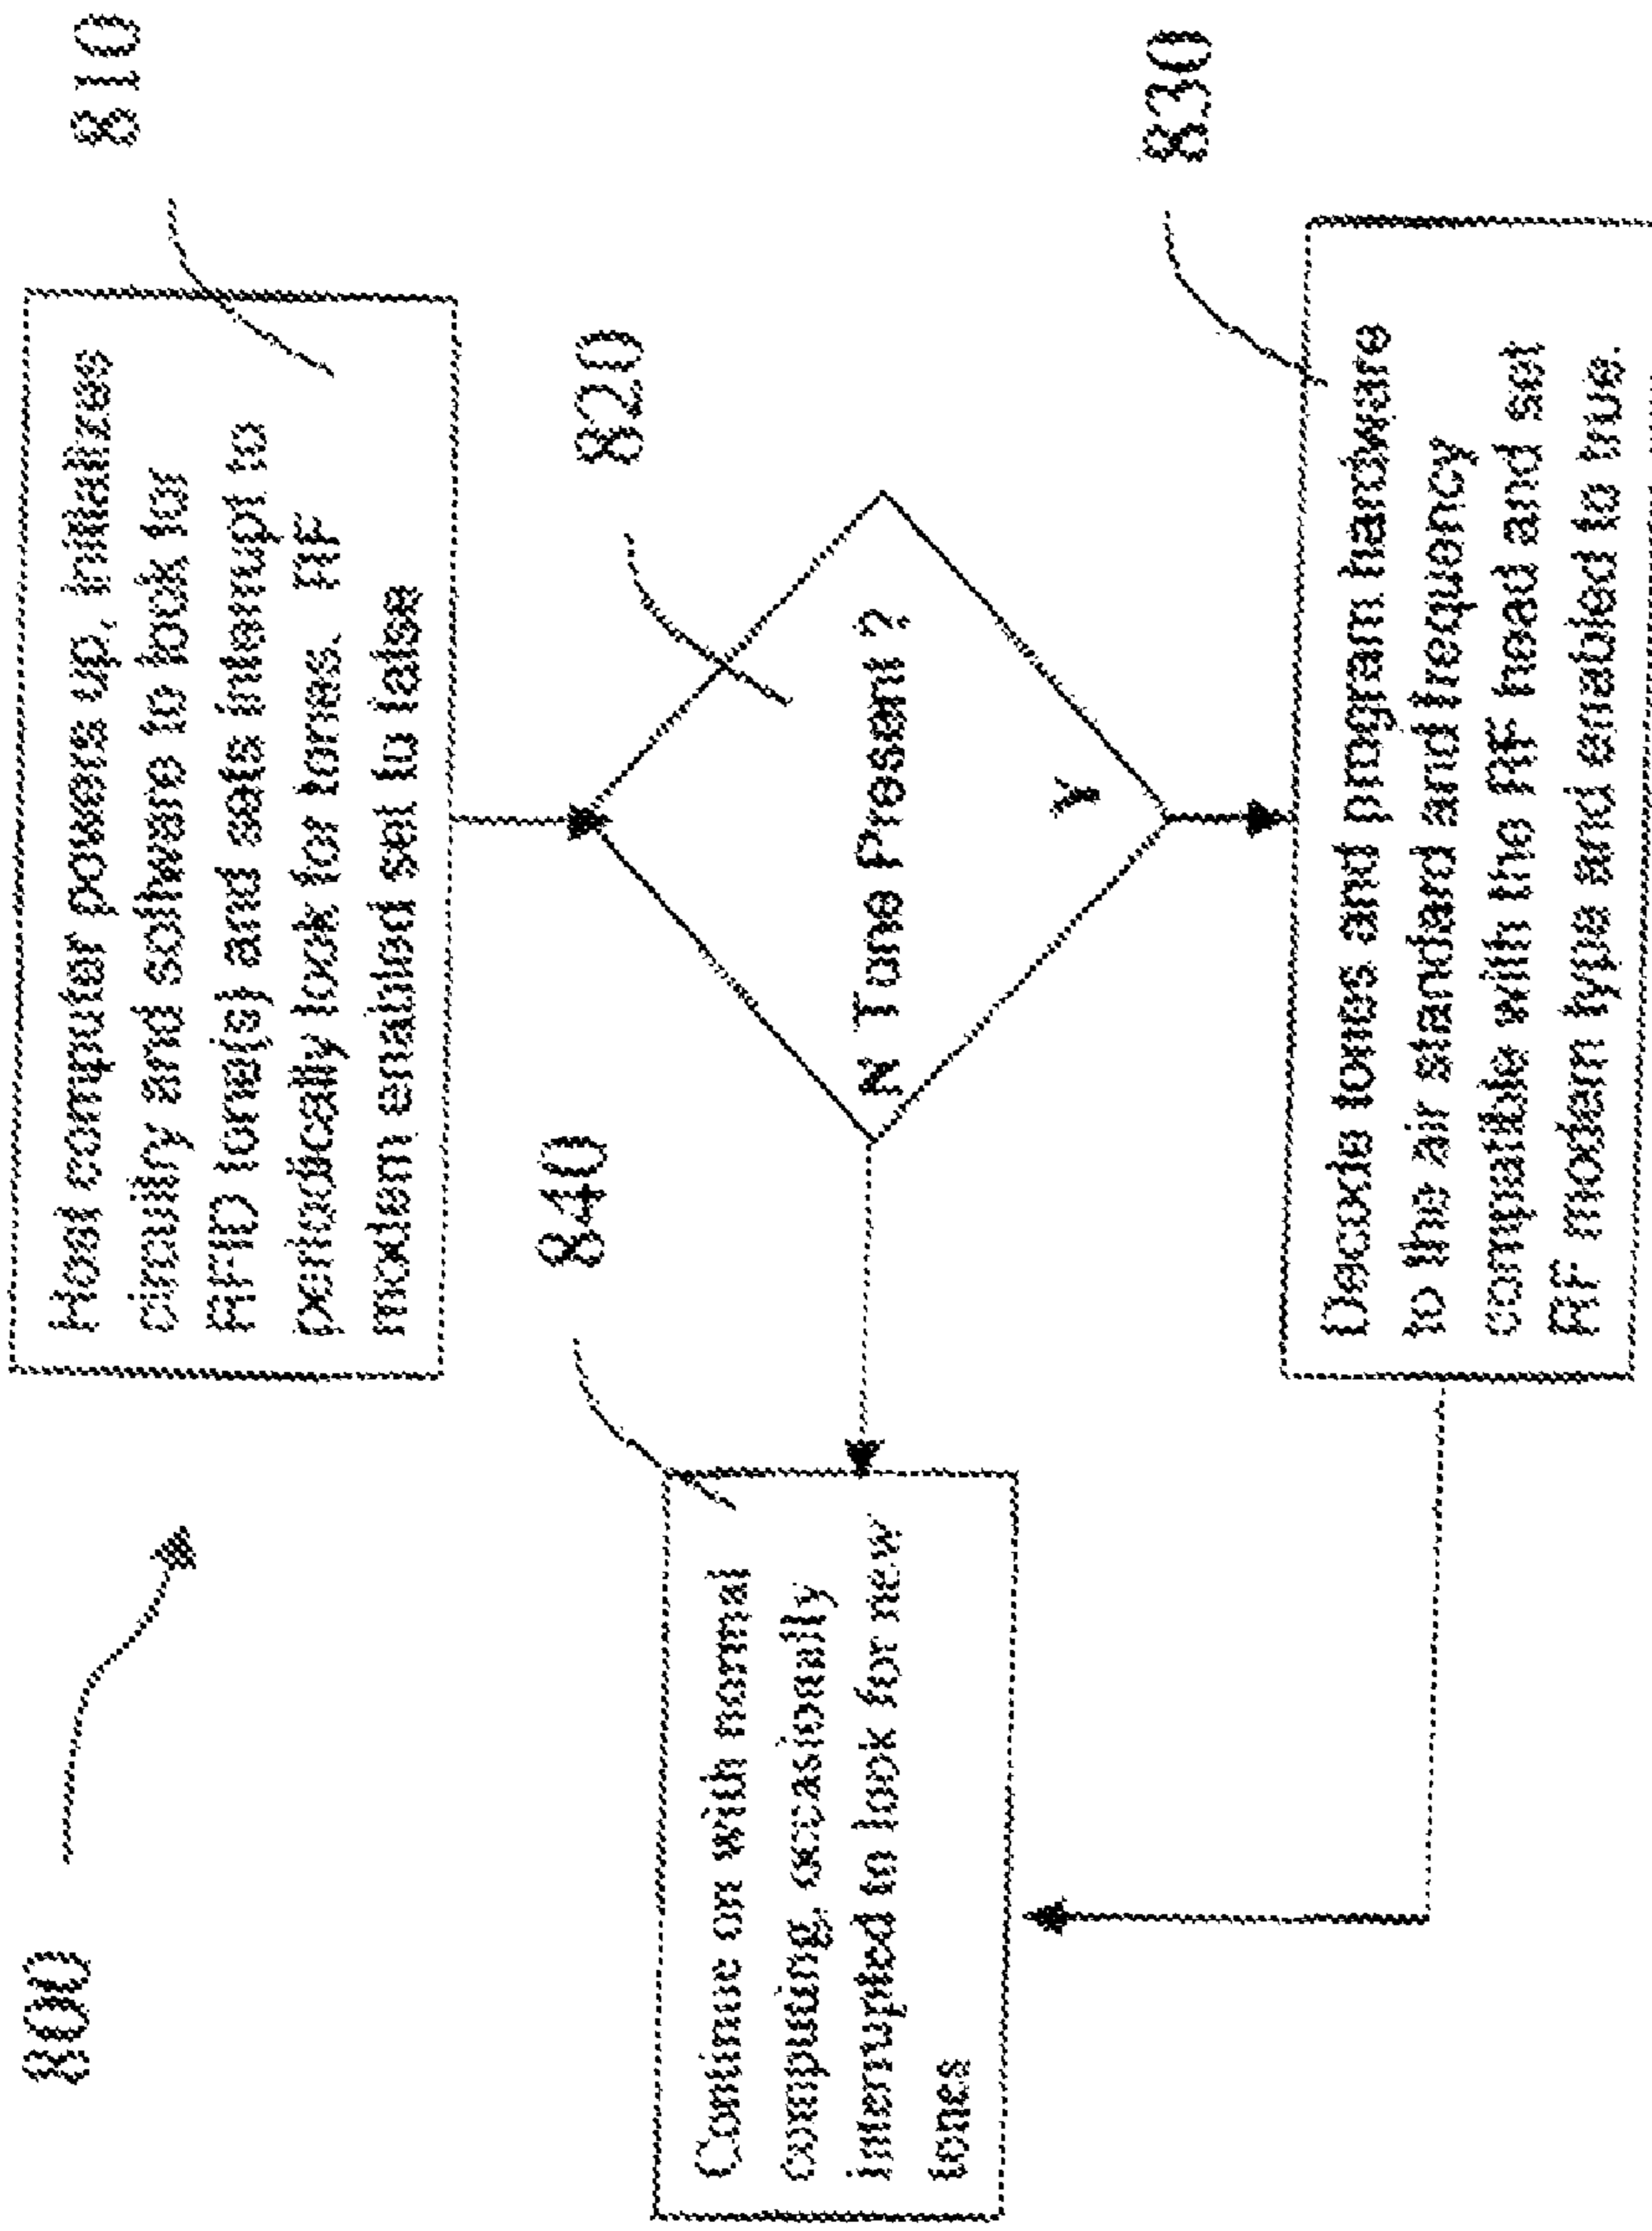 800
810
Host computer powers up, initializes
circuitry and software to look for
RFID tone(s) and sets interrupt to
periodically look for tones. RF
modem enabled set to false
820
N Tone Present ?
Y
840
Continue on with normal
computing, occasionally
interrupted to look for new
tones
830
Decode tones and program hardware
to the air standard and frequency
compatible with the RF head and set
RF modem type and enabled to true.